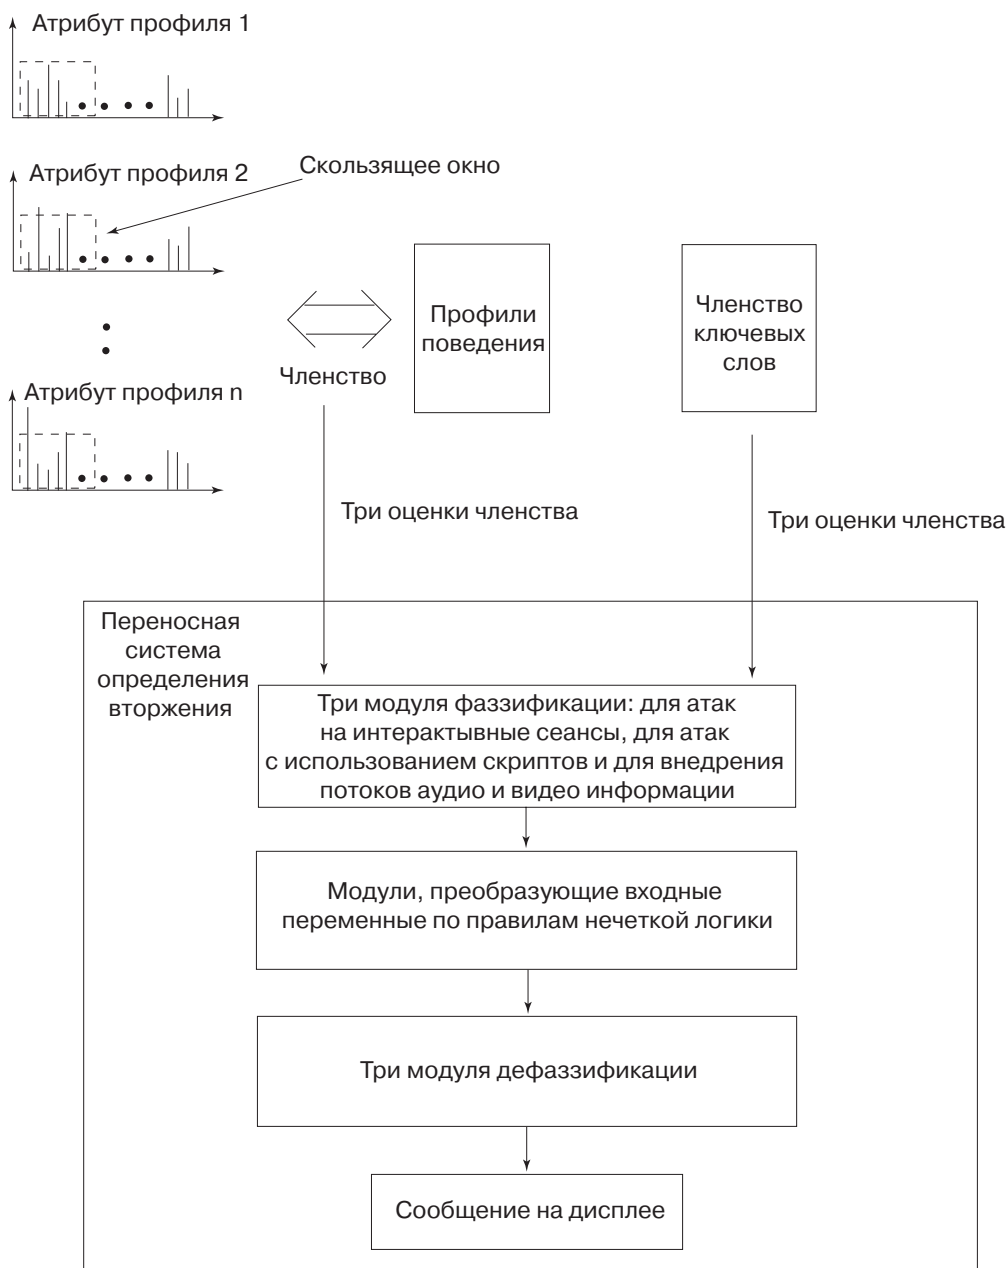 Атрибут профиля 1
Атрибут профиля 2
Скользящее окно
Членство
Профили
поведения
Членство
ключевых
слов
Атрибут профиля n
Три оценки членства
Три оценки членства
Переносная
система
определения
вторжения
Три модуля фаззификации: для атак
на интерактывные сеансы, для атак
с использованием скриптов и для внедрения
потоков аудио и видео информации
Модули, преобразующие входные
переменные по правилам нечеткой логики
Три модуля дефаззификации
Сообщение на дисплее